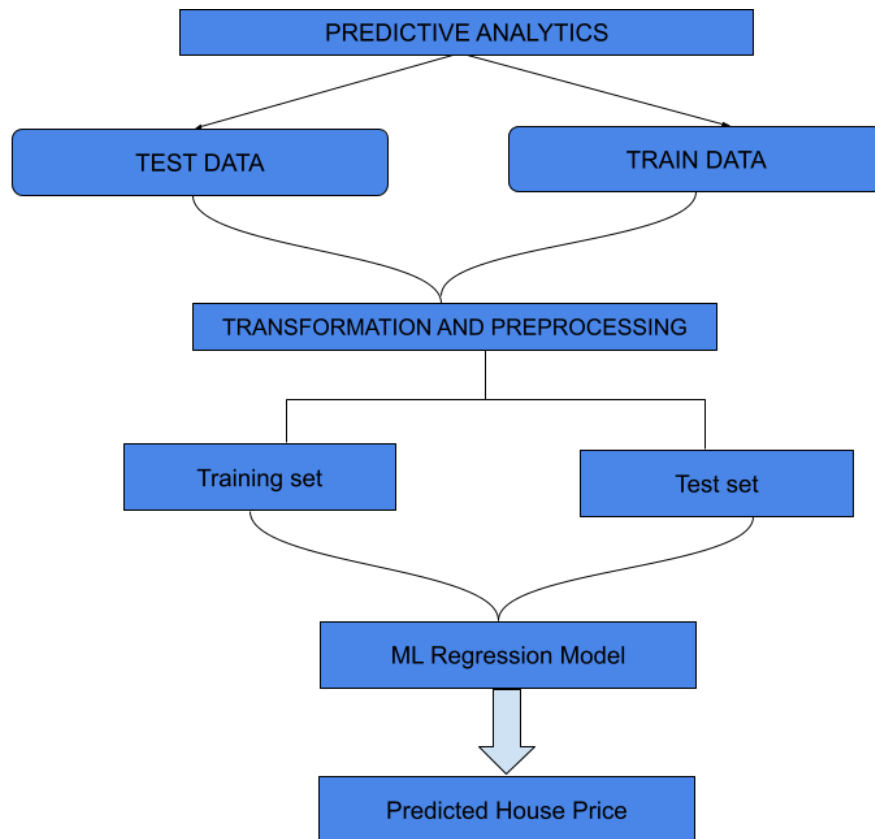 PREDICTIVE ANALYTICS
TEST DATA
TRAIN DATA
TRANSFORMATION AND PREPROCESSING
Training set
Test set
ML Regression Model
Predicted House Price